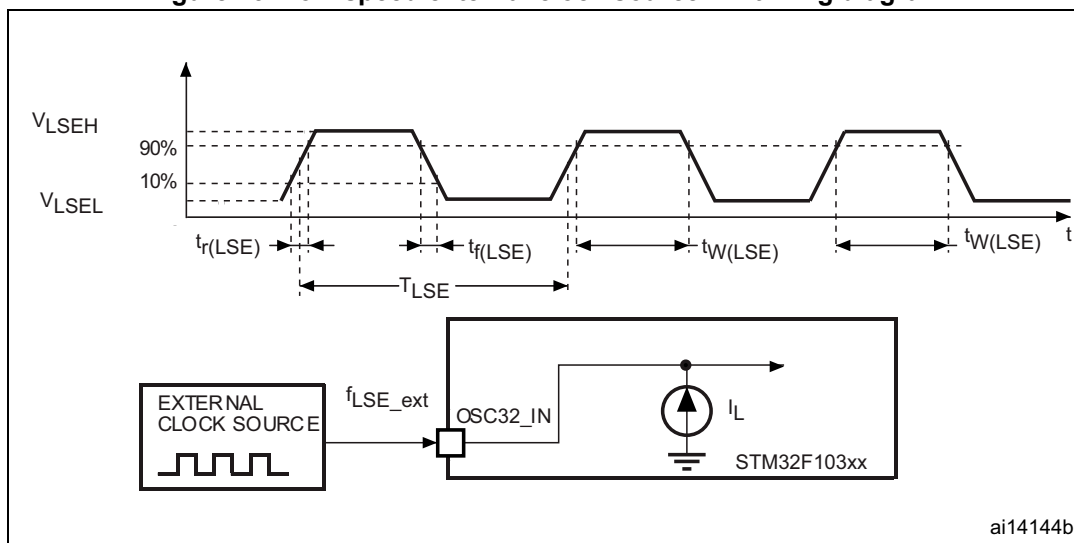 V_LSEH
90%
10%
V_LSEL
t_r(LSE)
t_f(LSE)
t_W(LSE)
t_W(LSE)
t
T_LSE
EXTERNAL
CLOCK SOURCE
f_LSE_ext
OSC32_IN
I_L
STM32F103xx
ai14144b